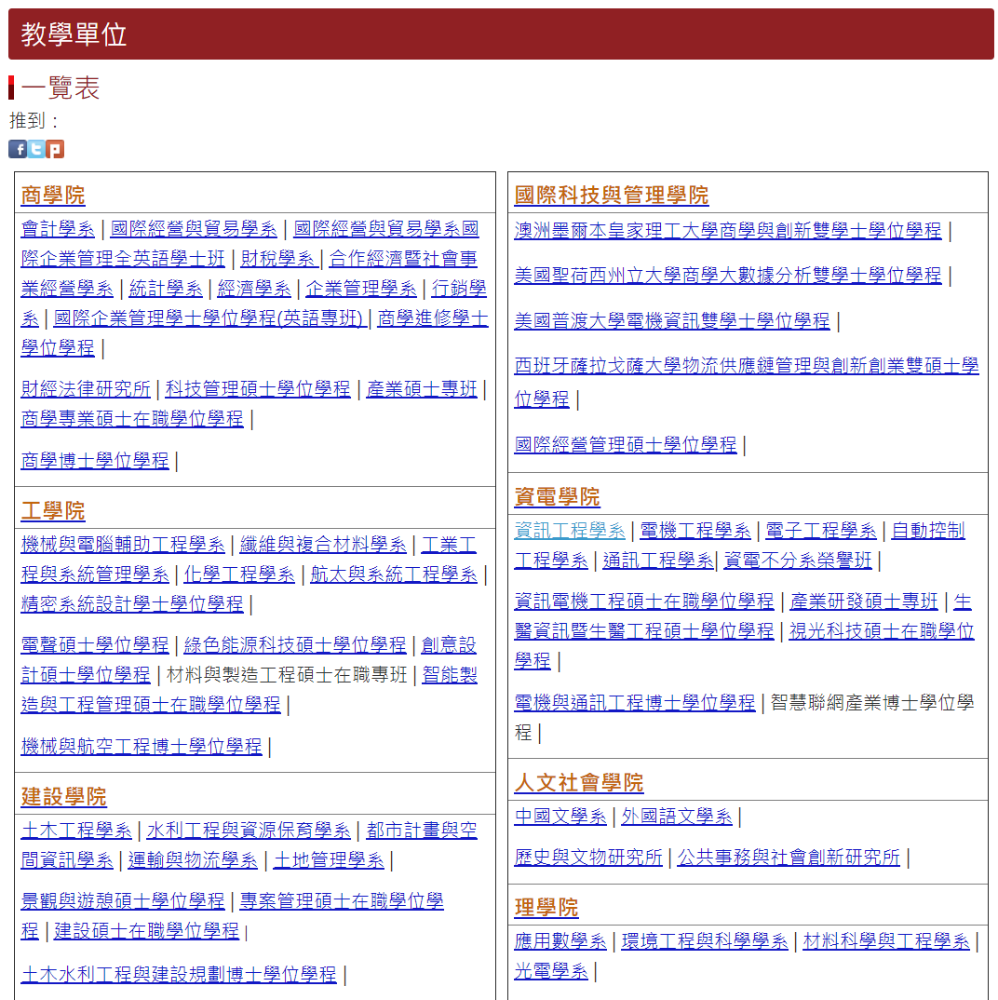 教學單位
一覽表
推到：
商學院
會計學系 | 國際經營與貿易學系 | 國際經營與貿易學系國
際企業管理全英語學士班 | 財稅學系 | 合作經濟暨社會事
業經營學系 | 統計學系 | 經濟學系 | 企業管理學系 | 行銷學
系 | 國際企業管理學士學位學程(英語專班) | 商學進修學士
學位學程 |
財經法律研究所 | 科技管理碩士學位學程 | 產業碩士專班 |
商學專業碩士在職學位學程 |
商學博士學位學程 |
工學院
機械與電腦輔助工程學系 | 纖維與複合材料學系 | 工業工
程與系統管理學系 | 化學工程學系 | 航太與系統工程學系 |
精密系統設計學士學位學程 |
電聲碩士學位學程 | 綠色能源科技碩士學位學程 | 創意設
計碩士學位學程 | 材料與製造工程碩士在職專班 | 智能製
造與工程管理碩士在職學位學程 |
機械與航空工程博士學位學程 |
建設學院
土木工程學系 | 水利工程與資源保育學系 | 都市計畫與空
間資訊學系 | 運輸與物流學系 | 土地管理學系 |
景觀與遊憩碩士學位學程 | 專案管理碩士在職學位學
程 | 建設碩士在職學位學程 |
土木水利工程與建設規劃博士學位學程 |
國際科技與管理學院
澳洲墨爾本皇家理工大學商學與創新雙學士學位學程 |
美國聖荷西州立大學商學大數據分析雙學士學位學程 |
美國普渡大學電機資訊雙學士學位學程 |
西班牙薩拉戈薩大學物流供應鏈管理與創新創業雙碩士學
位學程 |
國際經營管理碩士學位學程 |
資電學院
資訊工程學系 | 電機工程學系 | 電子工程學系 | 自動控制
工程學系 | 通訊工程學系 | 資電不分系榮譽班 |
資訊電機工程碩士在職學位學程 | 產業研發碩士專班 | 生
醫資訊暨生醫工程碩士學位學程 | 視光科技碩士在職學位
學程 |
電機與通訊工程博士學位學程 | 智慧聯網產業博士學位學
程 |
人文社會學院
中國文學系 | 外國語文學系 |
歷史與文物研究所 | 公共事務與社會創新研究所 |
理學院
應用數學系 | 環境工程與科學學系 | 材料科學與工程學系 |
光電學系 |